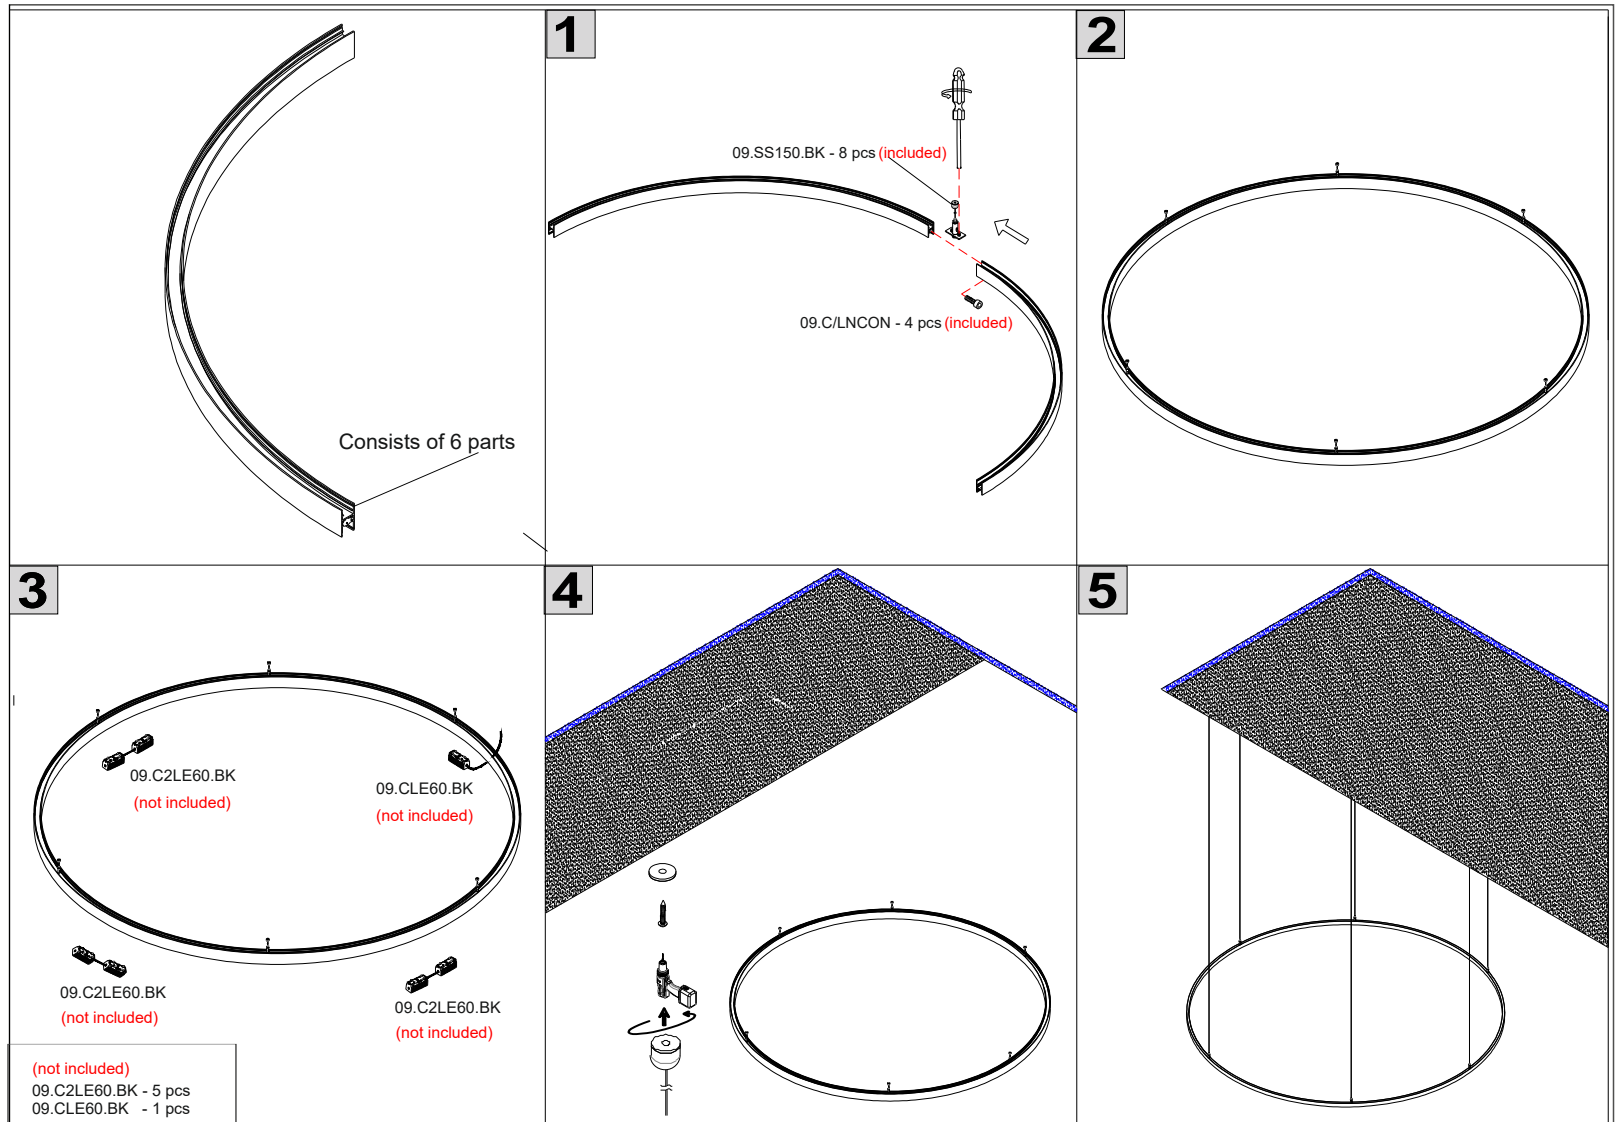 Consists of 6 parts
1
09.SS150.BK - 8 pcs (included)
09.C/LNCON - 4 pcs (included)
2
3
09.C2LE60.BK
(not included)
09.CLE60.BK
(not included)
09.C2LE60.BK
(not included)
09.C2LE60.BK
(not included)
(not included)
09.C2LE60.BK - 5 pcs
09.CLE60.BK - 1 pcs
4
5